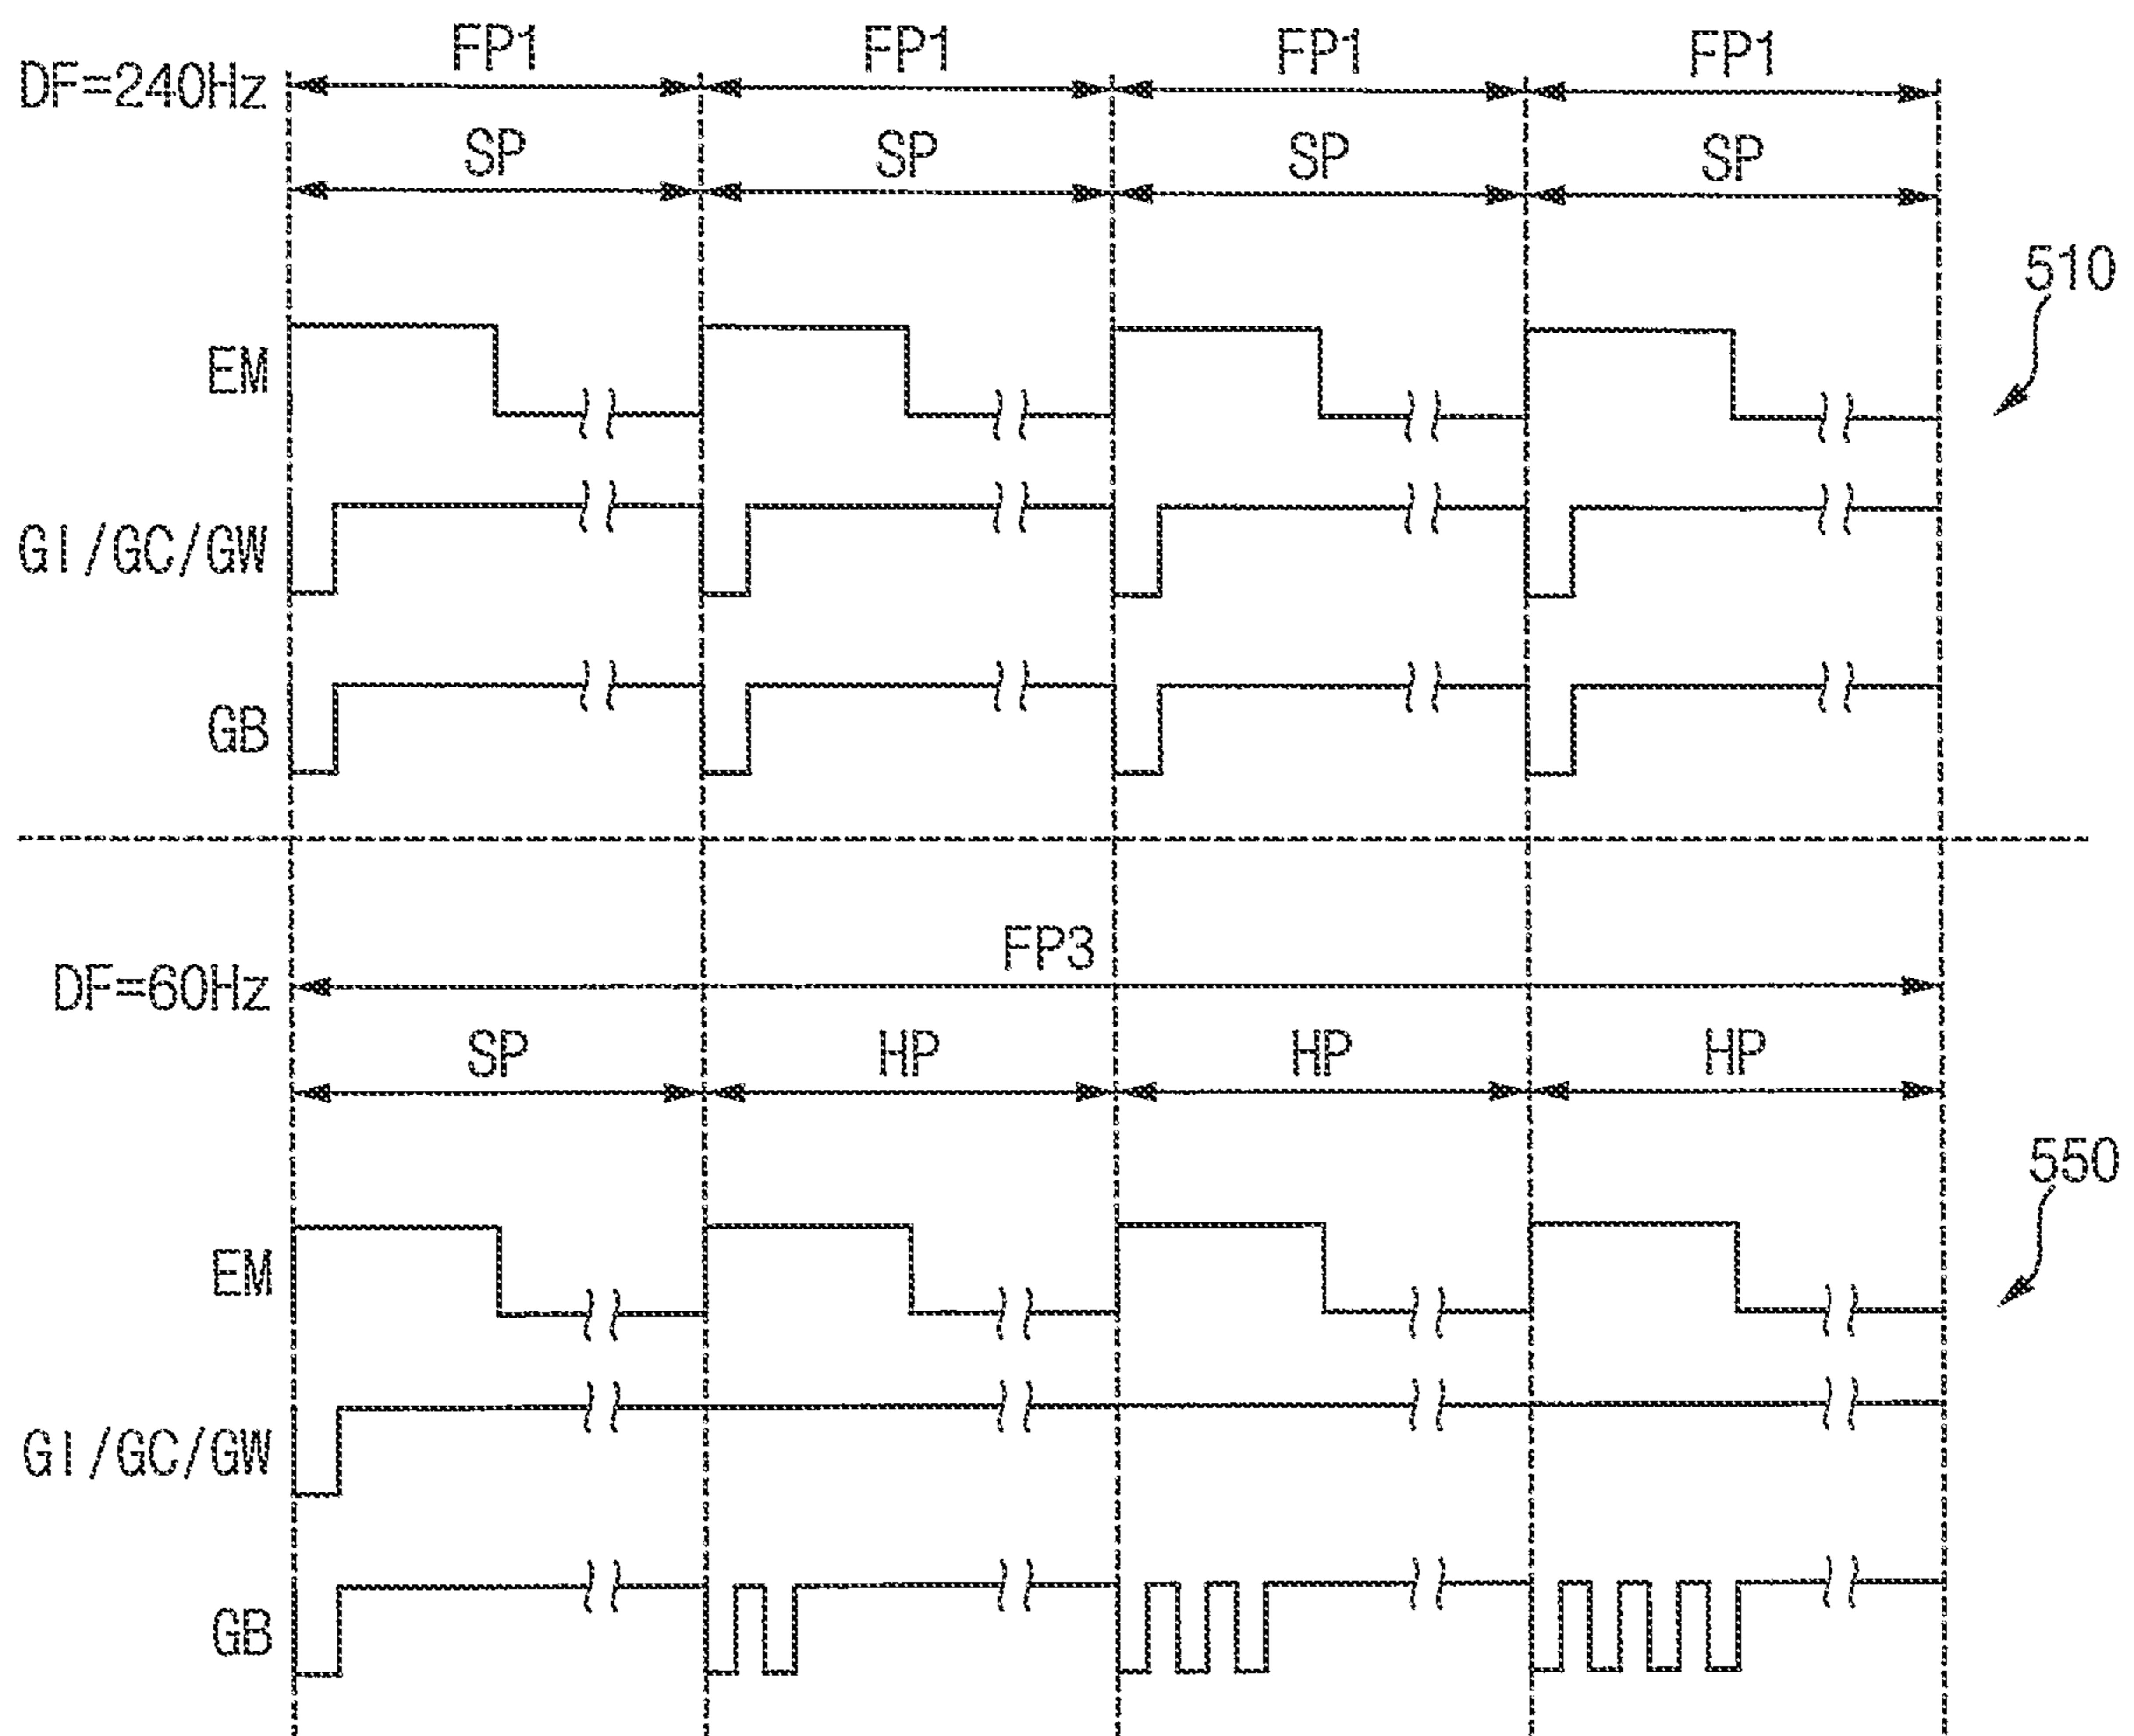 FP1 FP1 FP1 FP1
DF=240Hz
SP SP SP SP
510
EM
GI/GC/GW
GB
FP3
DF=60Hz
SP HP HP HP
550
EM
GI/GC/GW
GB